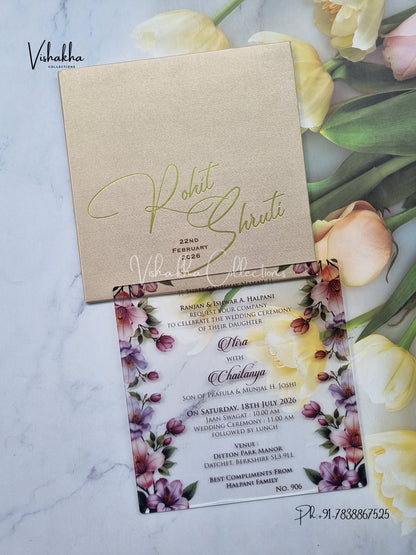 Vishakha
COLLECTIONS
Rohit
Shruti
22ND
FEBRUARY
2026
Vishakha Collections
RANJAN & ISHWAR A. HALPANI
REQUEST YOUR COMPANY
TO CELEBRATE THE WEDDING CEREMONY
OF THEIR DAUGHTER
Hira
WITH
Chaitanya
SON OF PRAFULA & MUNJAL H. JOSHI
ON SATURDAY, 18TH JULY 2026
JAAN SWAGAT : 10.00 AM
WEDDING CEREMONY : 11.00 AM
FOLLOWED BY LUNCH
VENUE :
DITTON PARK MANOR
DATCHET, BERKSHIRE SL3 9LL
BEST COMPLIMENTS FROM
HALPANI FAMILY
NO. 906
Ph.+91-7838867525